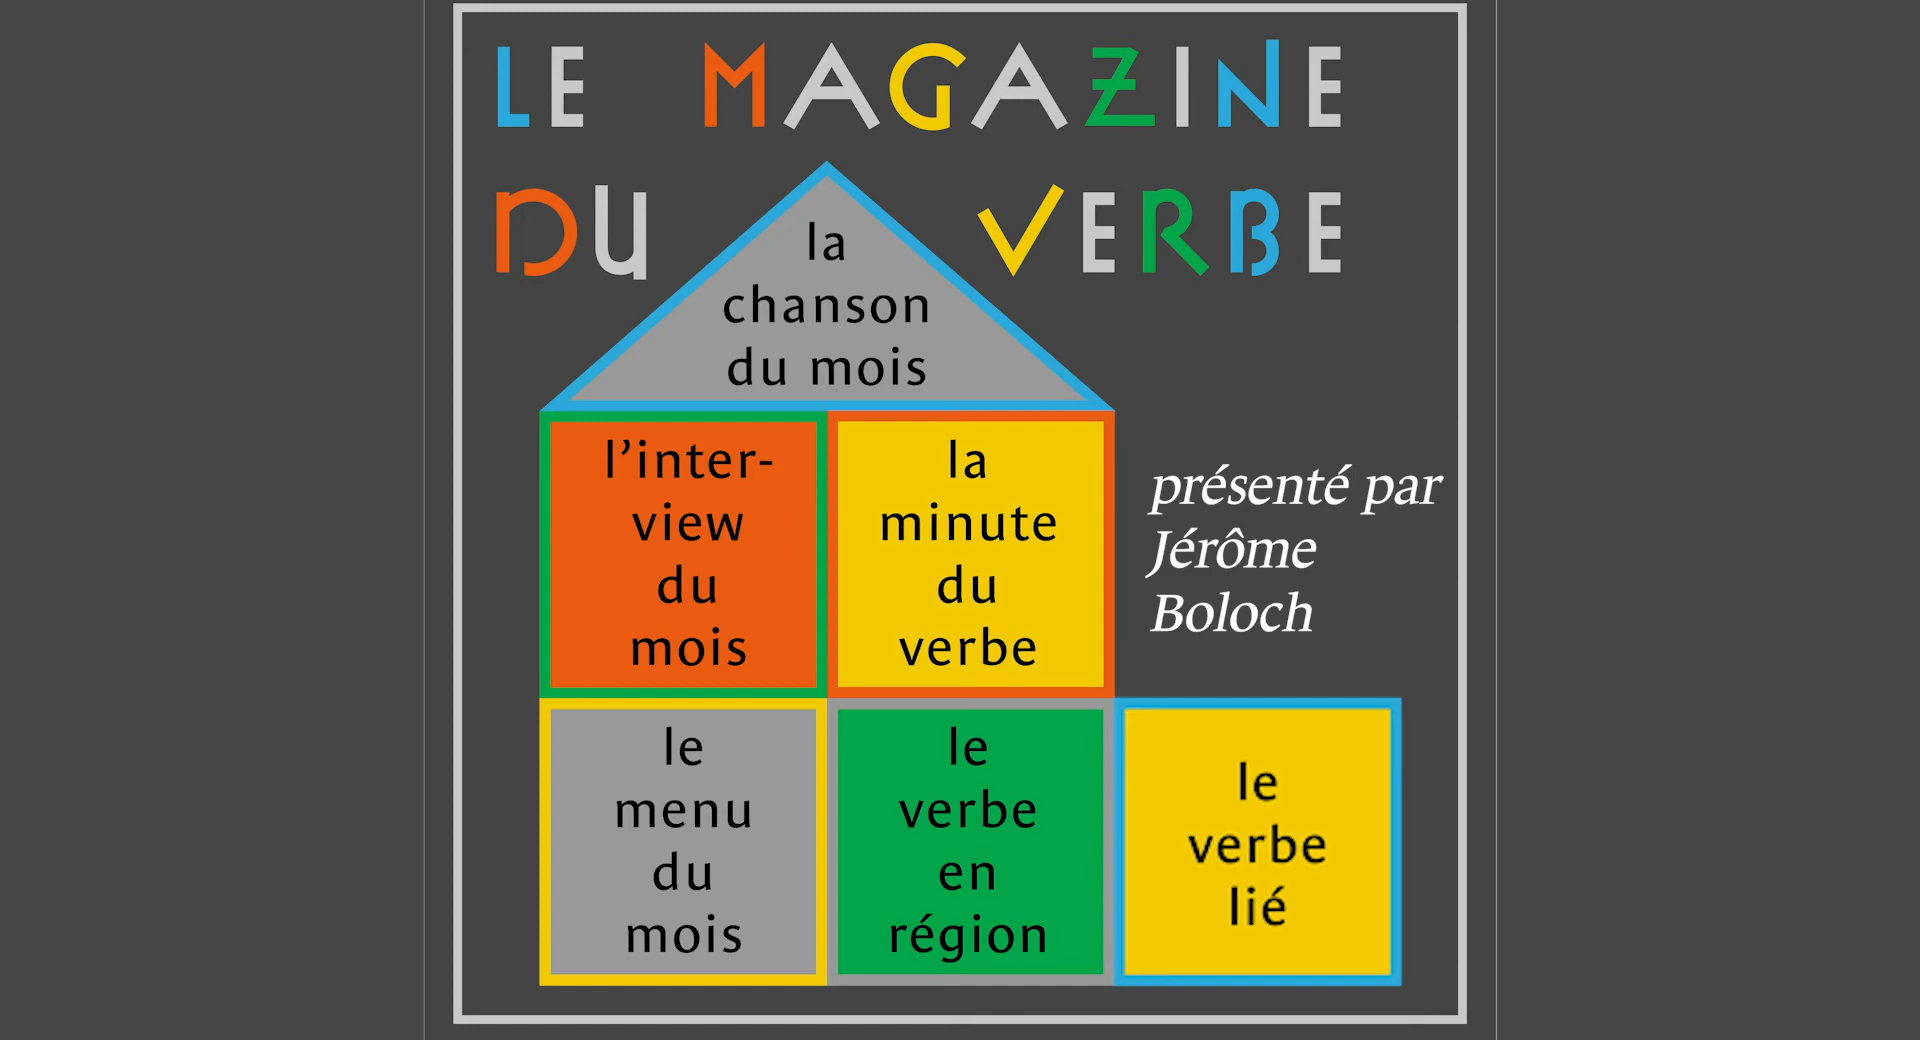 LE MAGAZINE
DU VERBE
la
chanson
du mois
l’inter-
view
du
mois
la
minute
du
verbe
présenté par
Jérôme
Boloch
le
menu
du
mois
le
verbe
en
région
le
verbe
lié